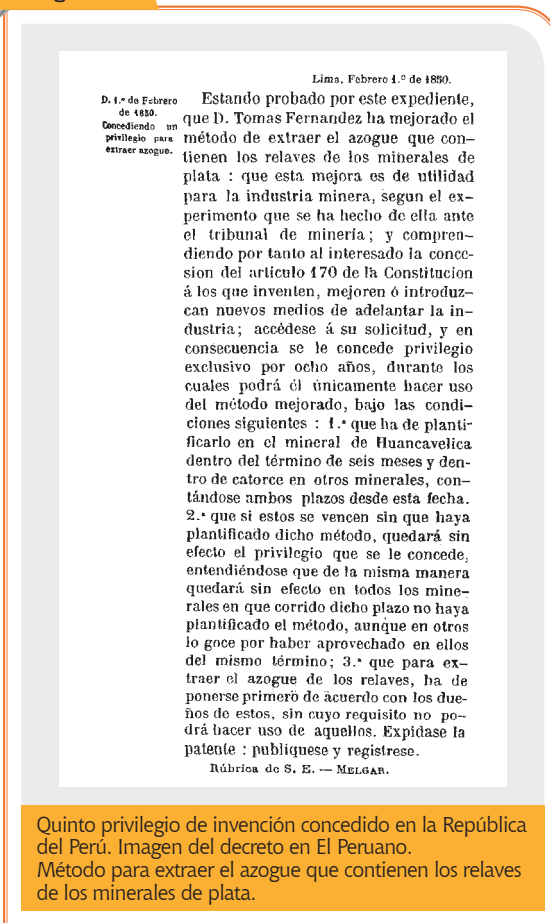 Lima, Febrero 1.º de 1850.
D. 1.º de Febrero
de 1850.
Concediendo un
privilegio para
extraer azogue.
Estando probado por este expediente,
que D. Tomas Fernandez ha mejorado el
método de extraer el azogue que con-
tienen los relaves de los minerales de
plata : que esta mejora es de utilidad
para la industria minera, segun el ex-
perimento que se ha hecho de ella ante
el tribunal de minería; y compren-
diendo por tanto al interesado la conce-
sion del articulo 170 de la Constitucion
á los que inventen, mejoren ó introduz-
can nuevos medios de adelantar la in-
dustria; accédese á su solicitud, y en
consecuencia se le concede privilegio
exclusivo por ocho años, durante los
cuales podrá él únicamente hacer uso
del método mejorado, bajo las condi-
ciones siguientes : 1.ª que ha de planti-
ficarlo en el mineral de Huancavelica
dentro del término de seis meses y den-
tro de catorce en otros minerales, con-
tándose ambos plazos desde esta fecha.
2.ª que si estos se vencen sin que haya
plantificado dicho método, quedará sin
efecto el privilegio que se le concede,
entendiéndose que de la misma manera
quedará sin efecto en todos los mine-
rales en que corrido dicho plazo no haya
plantificado el método, aunque en otros
lo goce por haber aprovechado en ellos
del mismo término; 3.ª que para ex-
traer el azogue de los relaves, ha de
ponerse primero de acuerdo con los due-
ños de estos, sin cuyo requisito no po-
drá hacer uso de aquellos. Expidase la
patente : publiquese y registrese.
Rúbrica de S. E. — MELGAR.
Quinto privilegio de invención concedido en la República
del Perú. Imagen del decreto en El Peruano.
Método para extraer el azogue que contienen los relaves
de los minerales de plata.